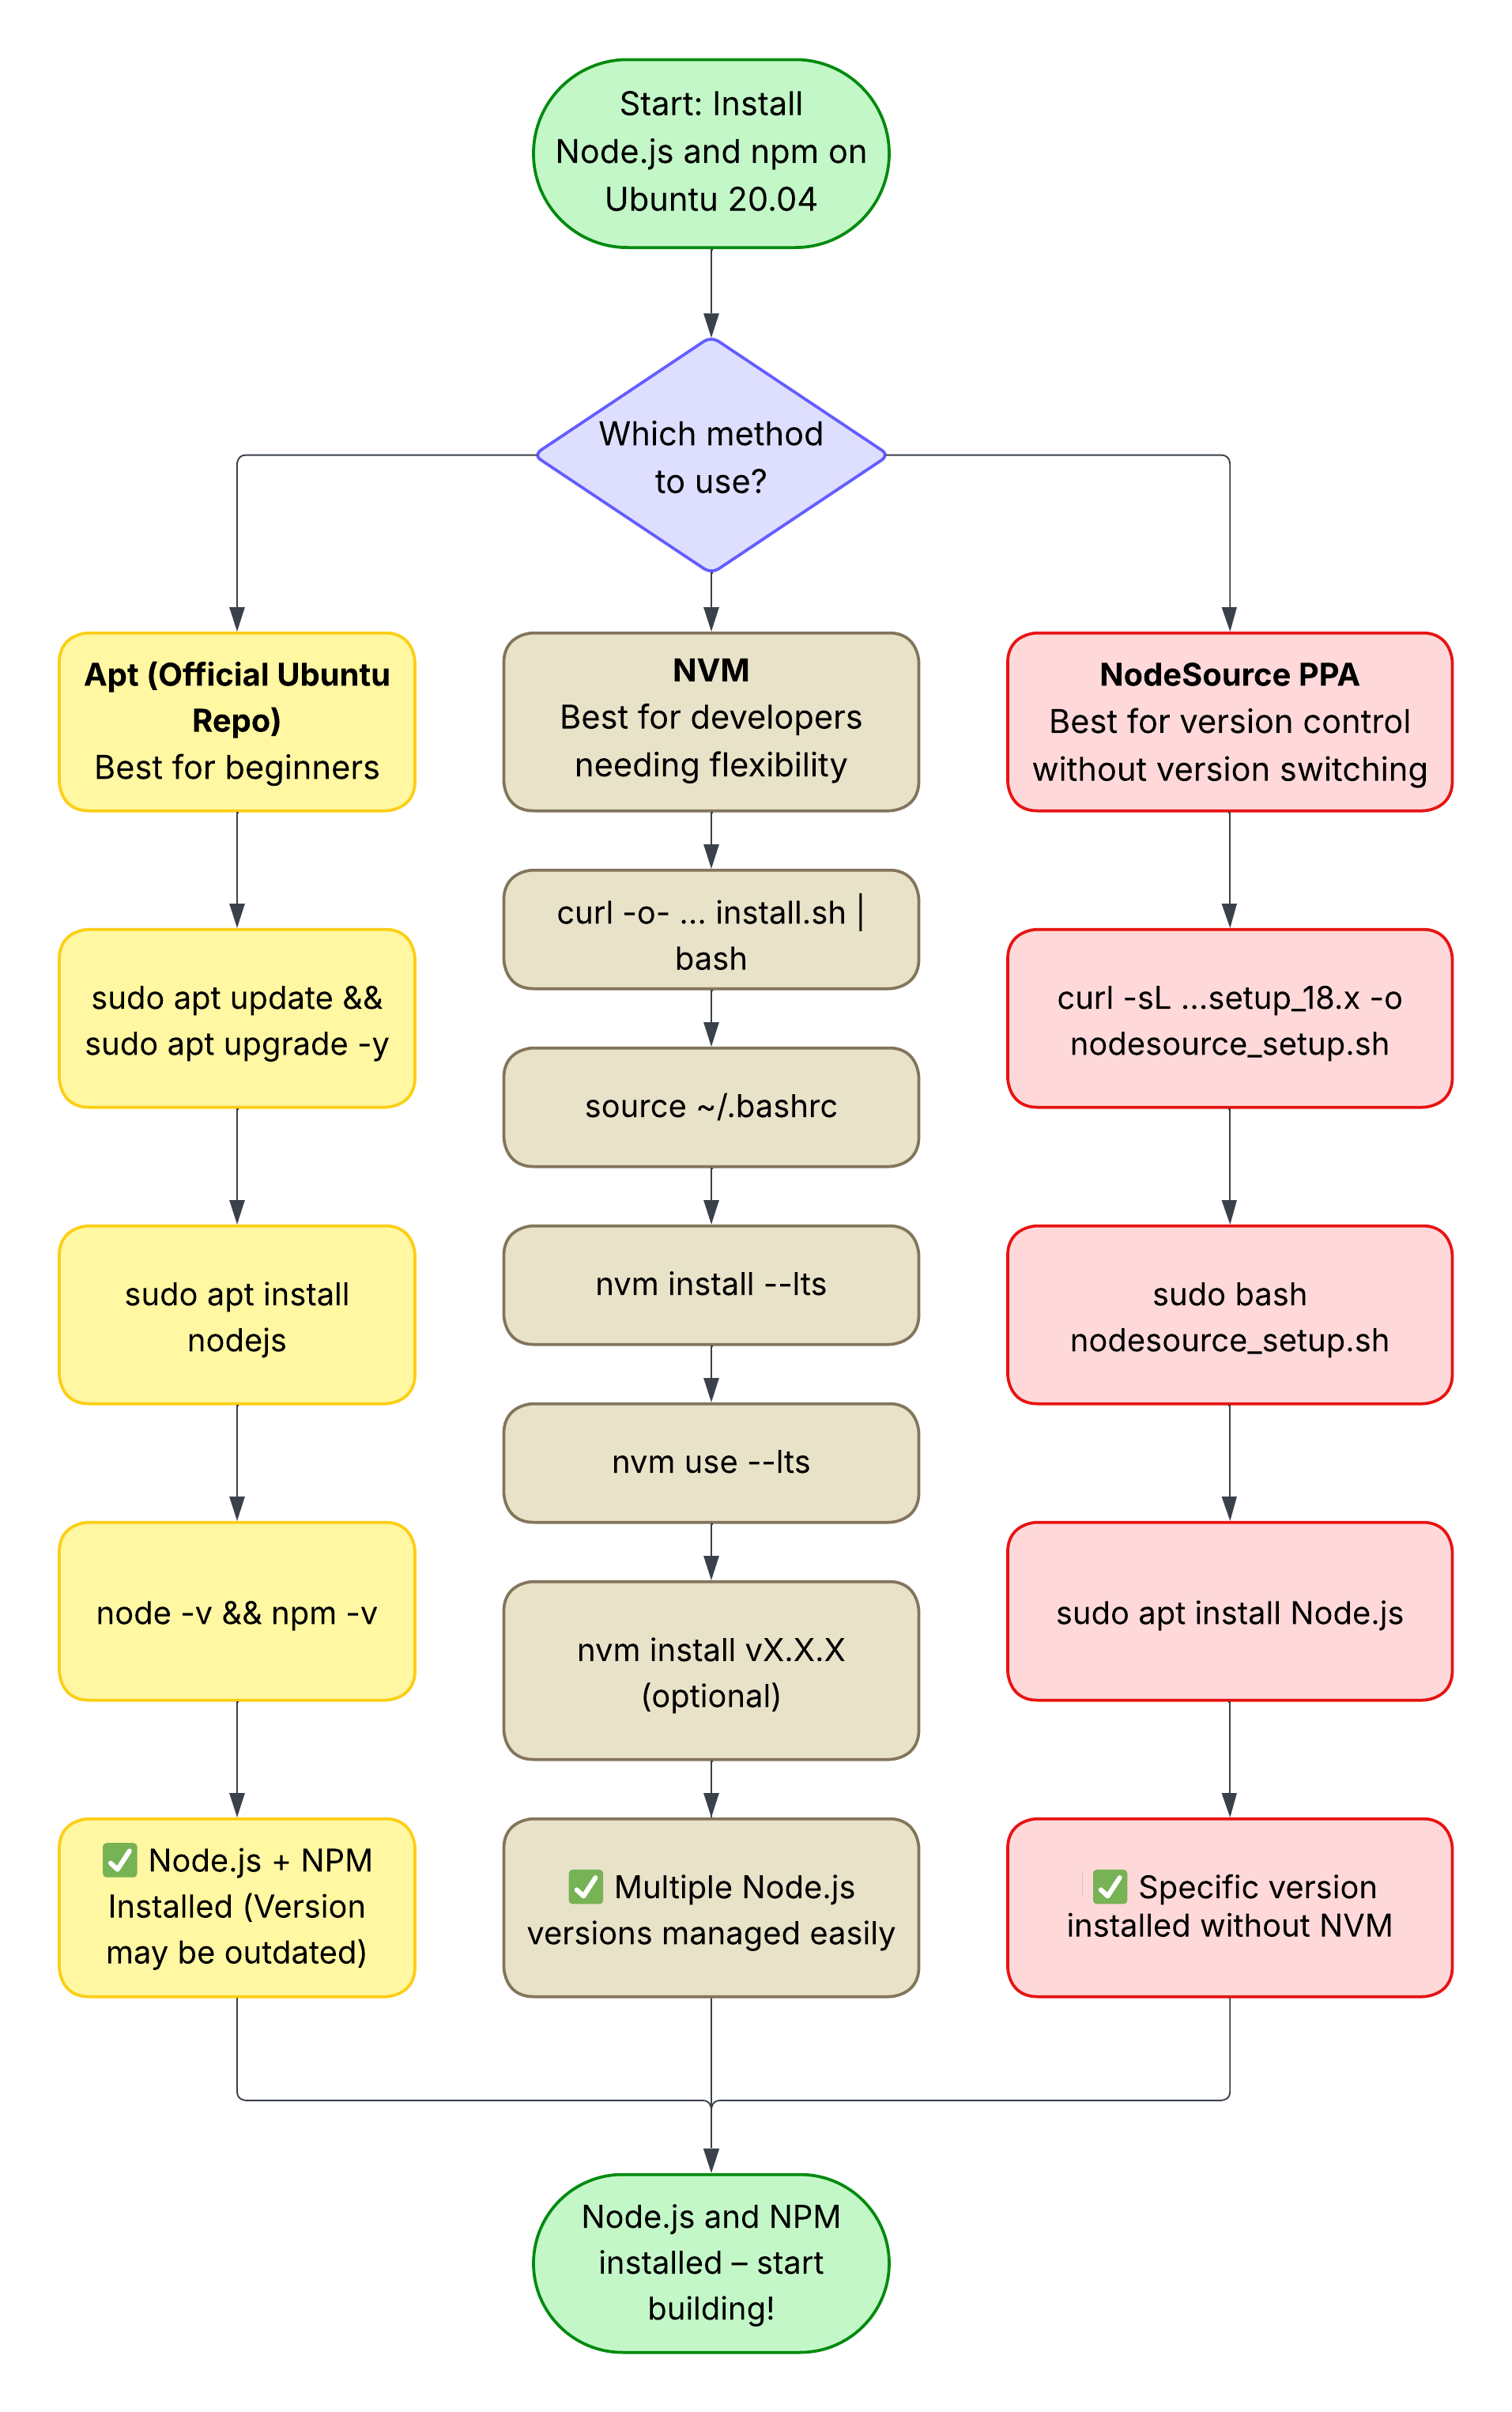 Start: Install
Node.js and npm on
Ubuntu 20.04
Which method
to use?
Apt (Official Ubuntu
Repo)
Best for beginners
sudo apt update &&
sudo apt upgrade -y
sudo apt install
nodejs
node -v && npm -v
✅ Node.js + NPM
Installed (Version
may be outdated)
NVM
Best for developers
needing flexibility
curl -o- ... install.sh |
bash
source ~/.bashrc
nvm install --lts
nvm use --lts
nvm install vX.X.X
(optional)
✅ Multiple Node.js
versions managed easily
NodeSource PPA
Best for version control
without version switching
curl -sL ...setup_18.x -o
nodesource_setup.sh
sudo bash
nodesource_setup.sh
sudo apt install Node.js
✅ Specific version
installed without NVM
Node.js and NPM
installed – start
building!